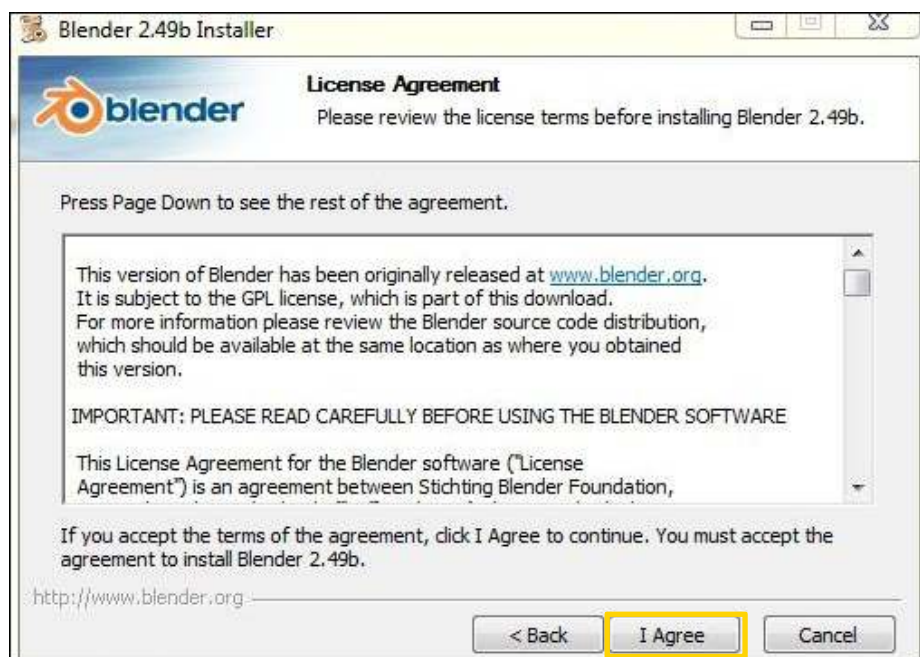 Blender 2.49b Installer
blender
License Agreement
Please review the license terms before installing Blender 2.49b.
Press Page Down to see the rest of the agreement.
This version of Blender has been originally released at www.blender.org.
It is subject to the GPL license, which is part of this download.
For more information please review the Blender source code distribution,
which should be available at the same location as where you obtained
this version.
IMPORTANT: PLEASE READ CAREFULLY BEFORE USING THE BLENDER SOFTWARE
This License Agreement for the Blender software ("License
Agreement") is an agreement between Stichting Blender Foundation,
If you accept the terms of the agreement, click I Agree to continue. You must accept the
agreement to install Blender 2.49b.
http://www.blender.org
< Back
I Agree
Cancel